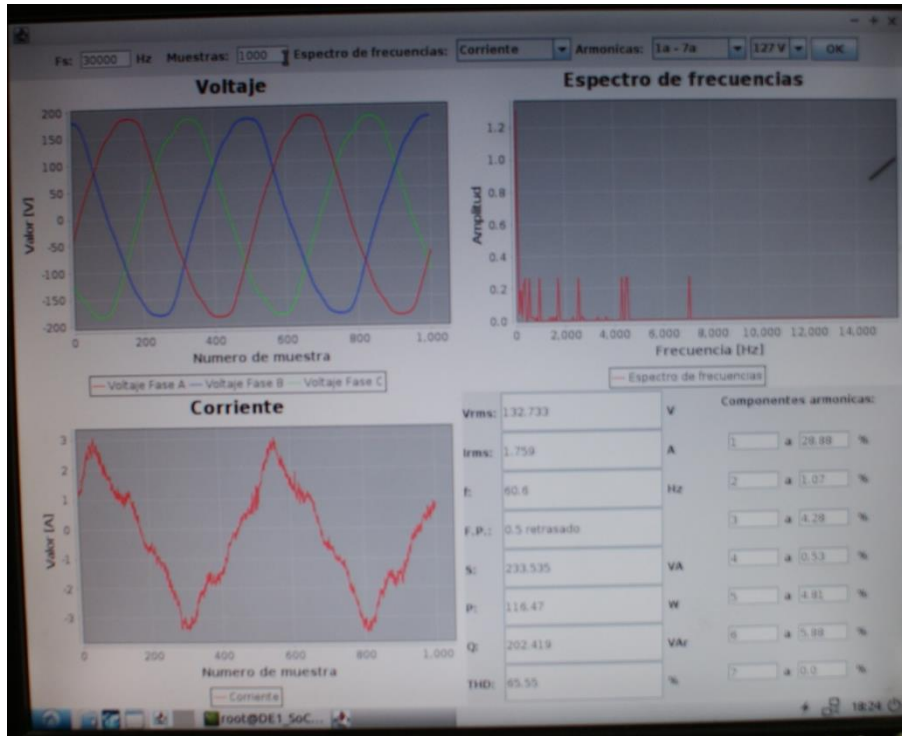 Fs: 30000 Hz Muestras: 1000 Espectro de frecuencias: Corriente Armonicas: 1a - 7a 127 V OK
Voltaje
200
150
100
50
0
-50
-100
-150
-200
Valor [V]
0 200 400 600 800 1,000
Numero de muestra
Voltaje Fase A Voltaje Fase B Voltaje Fase C
Espectro de frecuencias
1.2
1.0
0.8
0.6
0.4
0.2
0.0
Amplitud
0 2,000 4,000 6,000 8,000 10,000 12,000 14,000
Frecuencia [Hz]
Espectro de frecuencias
Corriente
3
2
1
0
-1
-2
-3
Valor [A]
0 200 400 600 800 1,000
Numero de muestra
Corriente
Vrms: 132.733 V
Irms: 1.759 A
f: 60.6 Hz
F.P.: 0.5 retrasado
S: 233.535 VA
P: 116.47 W
Q: 202.419 VAr
THD: 65.55 %
Componentes armonicas:
1 a 28.88 %
2 a 1.07 %
3 a 4.28 %
4 a 0.53 %
5 a 4.81 %
6 a 5.88 %
7 a 0.0 %
root@DE1_SoC...
18:24